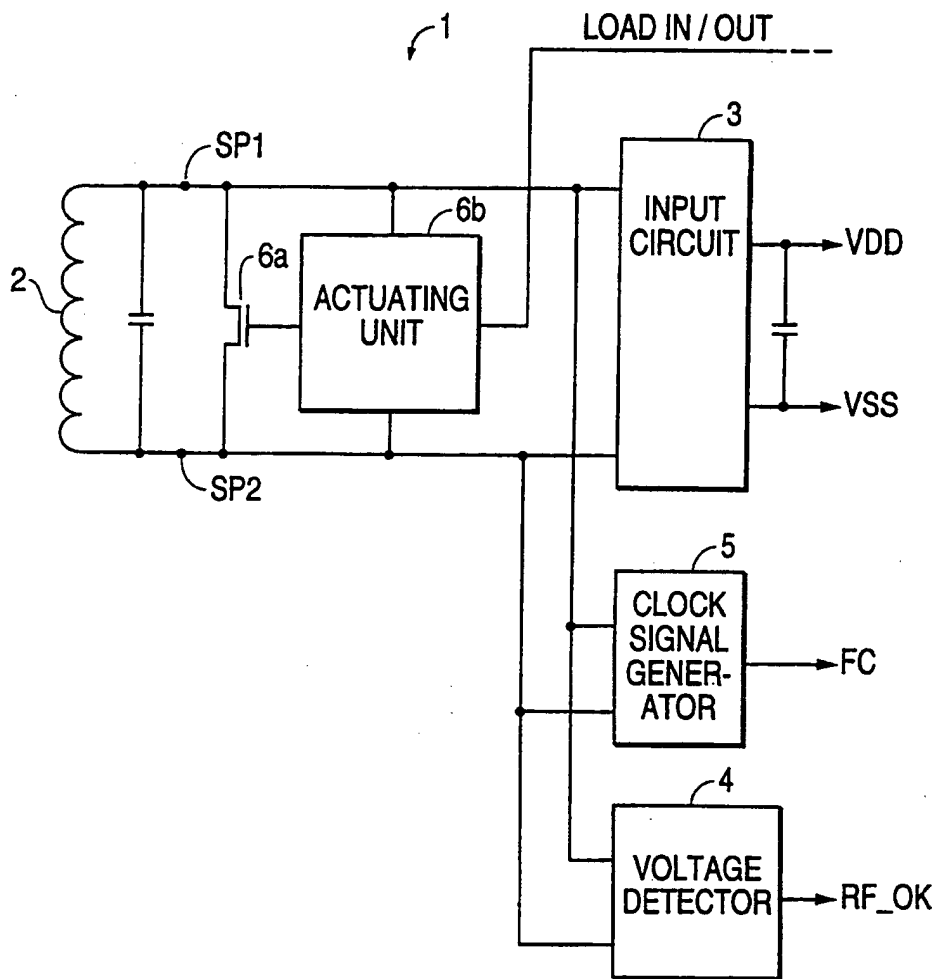 1
LOAD IN / OUT
3
SP1
6b
INPUT
CIRCUIT
VDD
6a
2
ACTUATING
UNIT
VSS
SP2
5
CLOCK
SIGNAL
GENER-
ATOR
FC
4
VOLTAGE
DETECTOR
RF_OK